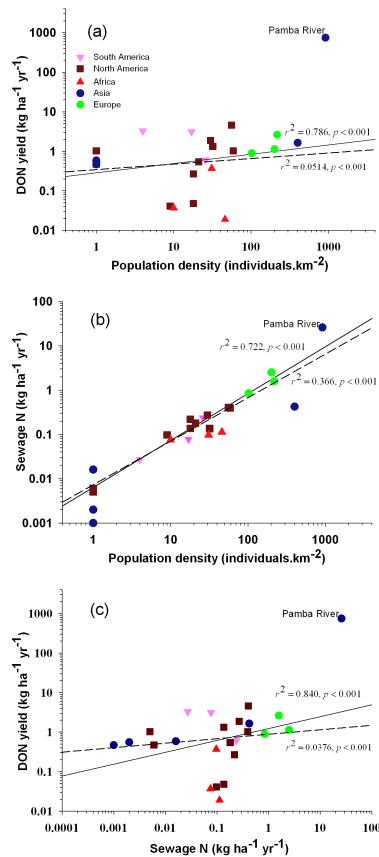 (a)
Pamba River
South America
North America
Africa
Asia
Europe
r² = 0.786, p <0.001
r² = 0.0514, p <0.001
1000
100
10
1
0.1
0.01
DON yield (kg ha⁻¹ yr⁻¹)
1 10 100 1000
Population density (individuals.km⁻²)
(b)
Pamba River
r² = 0.722, p <0.001
r² = 0.366, p <0.001
100
10
1
0.1
0.01
0.001
Sewage N (kg ha⁻¹ yr⁻¹)
1 10 100 1000
Population density (individuals.km⁻²)
(c)
Pamba River
r² = 0.840, p <0.001
r² = 0.0376, p <0.001
1000
100
10
1
0.1
0.01
DON yield (kg ha⁻¹ yr⁻¹)
0.0001 0.001 0.01 0.1 1 10 100
Sewage N (kg ha⁻¹ yr⁻¹)